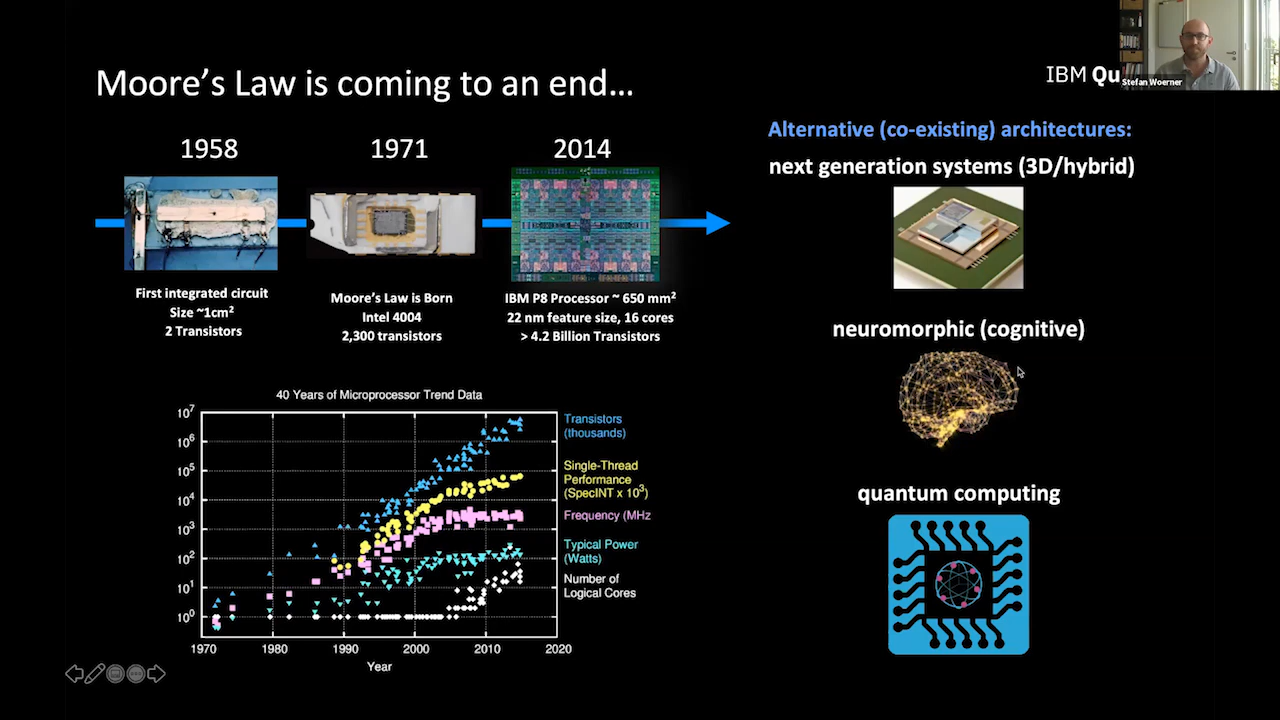 Moore’s Law is coming to an end…
IBM Qu
Stefan Woerner
1958
1971
2014
First integrated circuit
Size ~1cm²
2 Transistors
Moore’s Law is Born
Intel 4004
2,300 transistors
IBM P8 Processor ~ 650 mm²
22 nm feature size, 16 cores
> 4.2 Billion Transistors
Alternative (co-existing) architectures:
next generation systems (3D/hybrid)
neuromorphic (cognitive)
quantum computing
40 Years of Microprocessor Trend Data
10⁷
10⁶
10⁵
10⁴
10³
10²
10¹
10⁰
1970
1980
1990
2000
2010
2020
Year
Transistors
(thousands)
Single-Thread
Performance
(SpecINT x 10³)
Frequency (MHz
Typical Power
(Watts)
Number of
Logical Cores